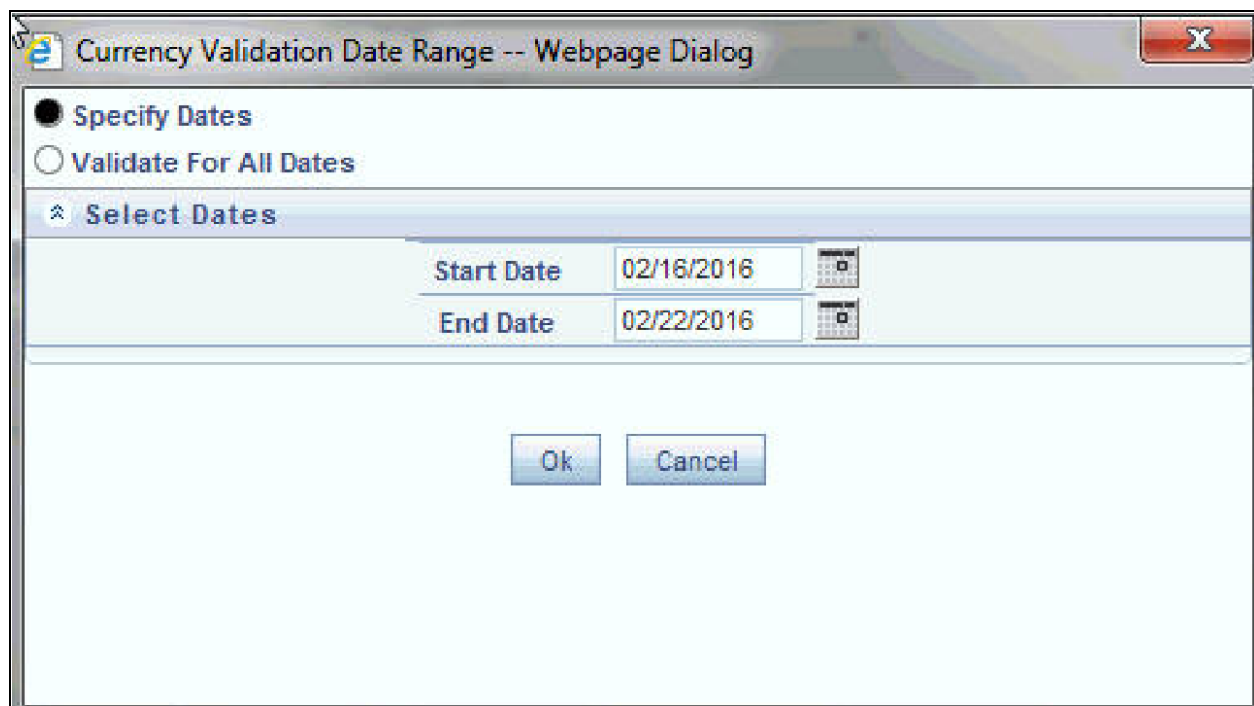 Currency Validation Date Range -- Webpage Dialog
X
Specify Dates
Validate For All Dates
Select Dates
Start Date 02/16/2016
End Date 02/22/2016
Ok Cancel